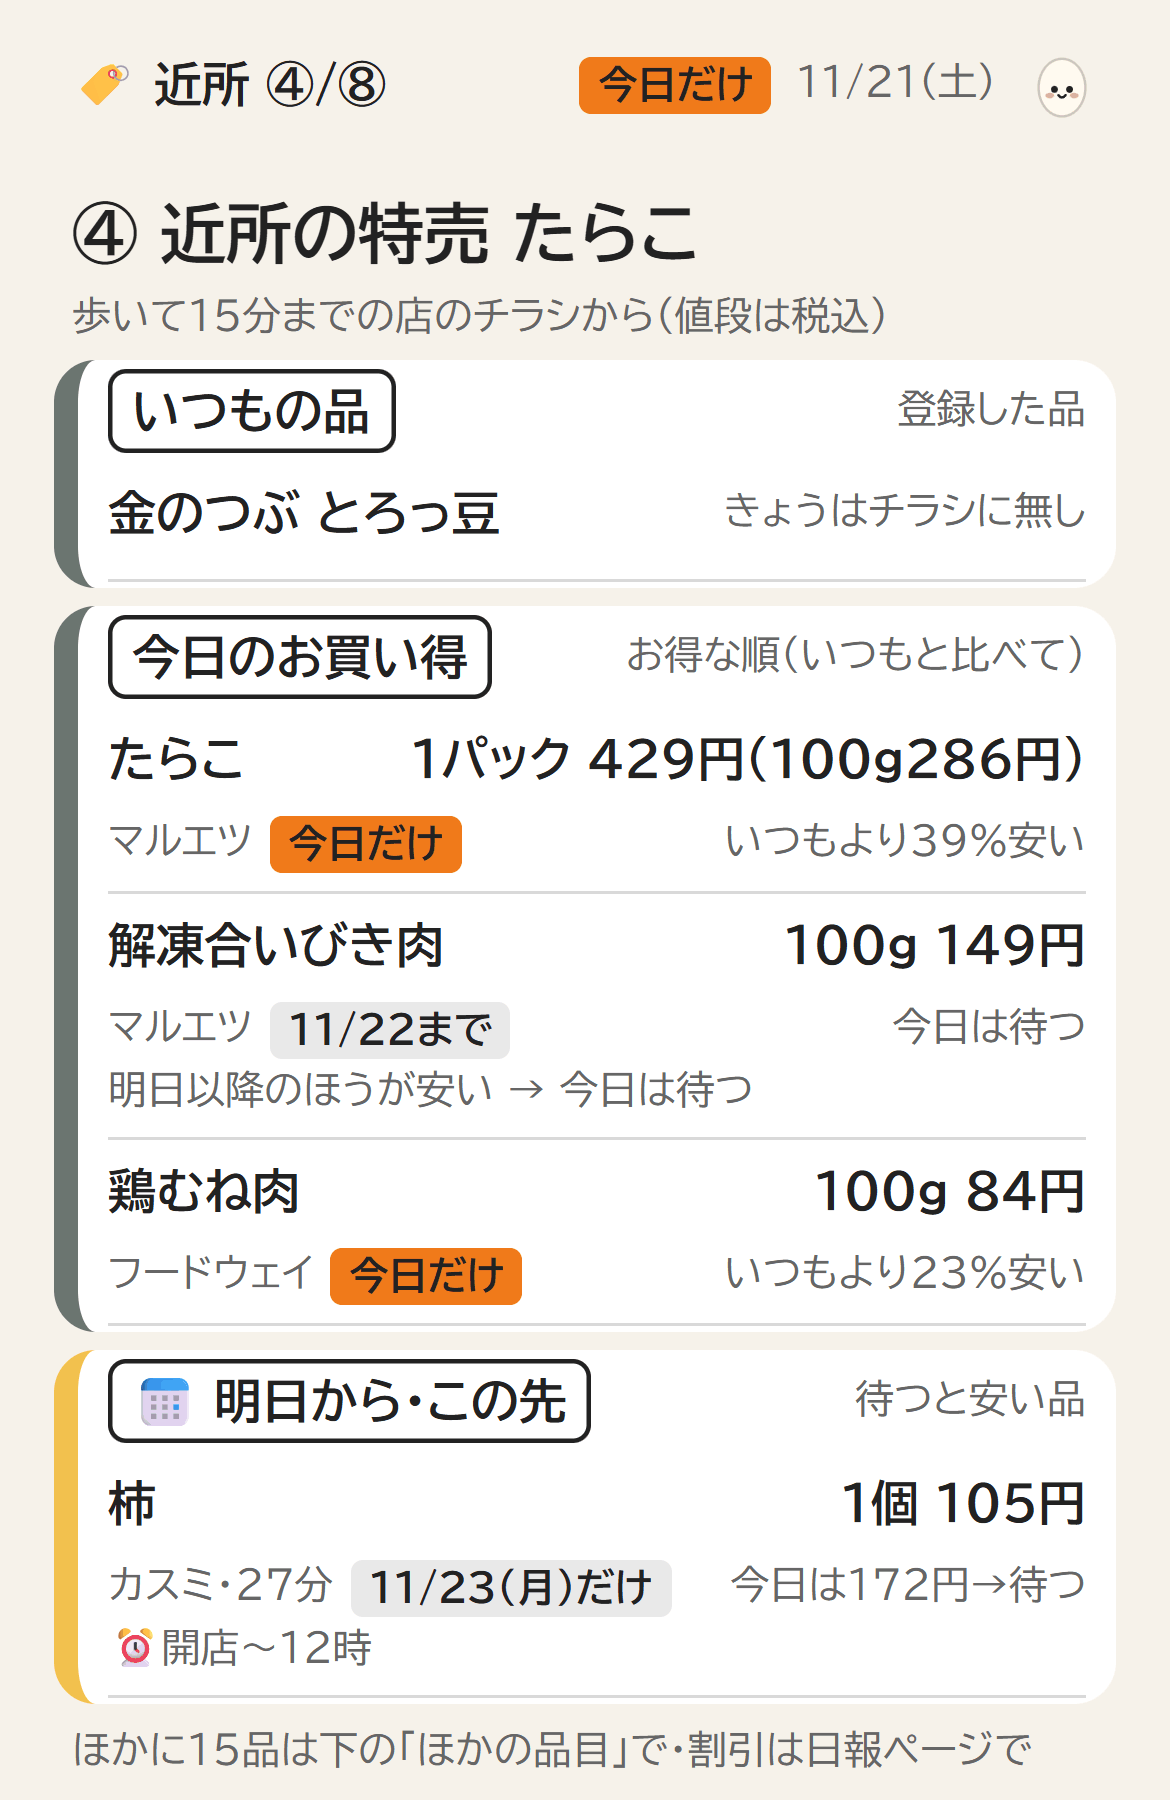 近所 ④/⑧ 今日だけ 11/21(土)
④ 近所の特売 たらこ
歩いて15分までの店のチラシから(値段は税込)
いつもの品 登録した品
金のつぶ とろっ豆 きょうはチラシに無し
今日のお買い得 お得な順(いつもと比べて)
たらこ 1パック 429円(100g286円)
マルエツ 今日だけ いつもより39%安い
解凍合いびき肉 100g 149円
マルエツ 11/22まで 今日は待つ
明日以降のほうが安い → 今日は待つ
鶏むね肉 100g 84円
フードウェイ 今日だけ いつもより23%安い
明日から・この先 待つと安い品
柿 1個 105円
カスミ・27分 11/23(月)だけ 今日は172円→待つ
開店～12時
ほかに15品は下の「ほかの品目」で・割引は日報ページで